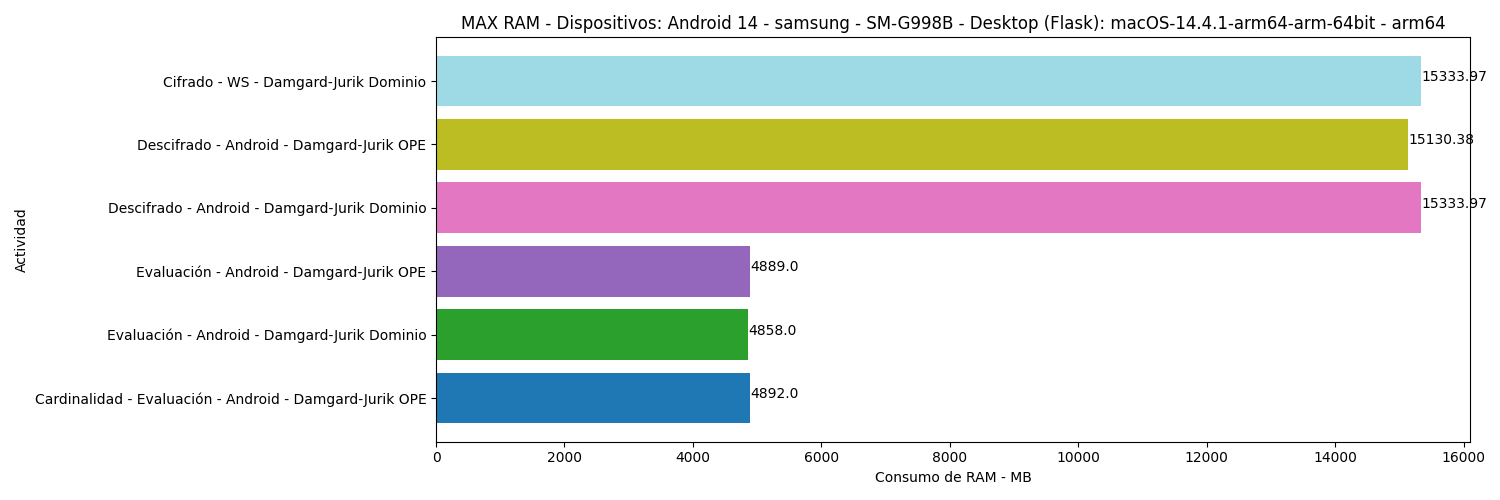 MAX RAM - Dispositivos: Android 14 - samsung - SM-G998B - Desktop (Flask): macOS-14.4.1-arm64-arm-64bit - arm64
Actividad
Cifrado - WS - Damgard-Jurik Dominio
15333.97
Descifrado - Android - Damgard-Jurik OPE
15130.38
Descifrado - Android - Damgard-Jurik Dominio
15333.97
Evaluación - Android - Damgard-Jurik OPE
4889.0
Evaluación - Android - Damgard-Jurik Dominio
4858.0
Cardinalidad - Evaluación - Android - Damgard-Jurik OPE
4892.0
0 2000 4000 6000 8000 10000 12000 14000 16000
Consumo de RAM - MB